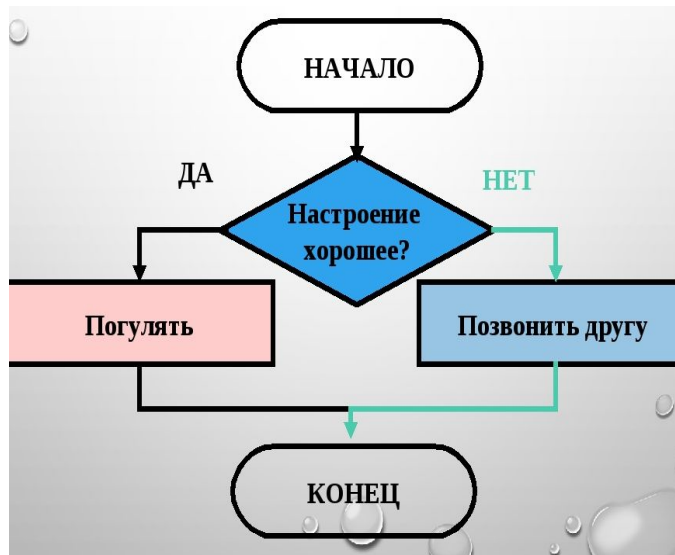 НАЧАЛО
ДА
НЕТ
Настроение
хорошее?
Погулять
Позвонить другу
КОНЕЦ